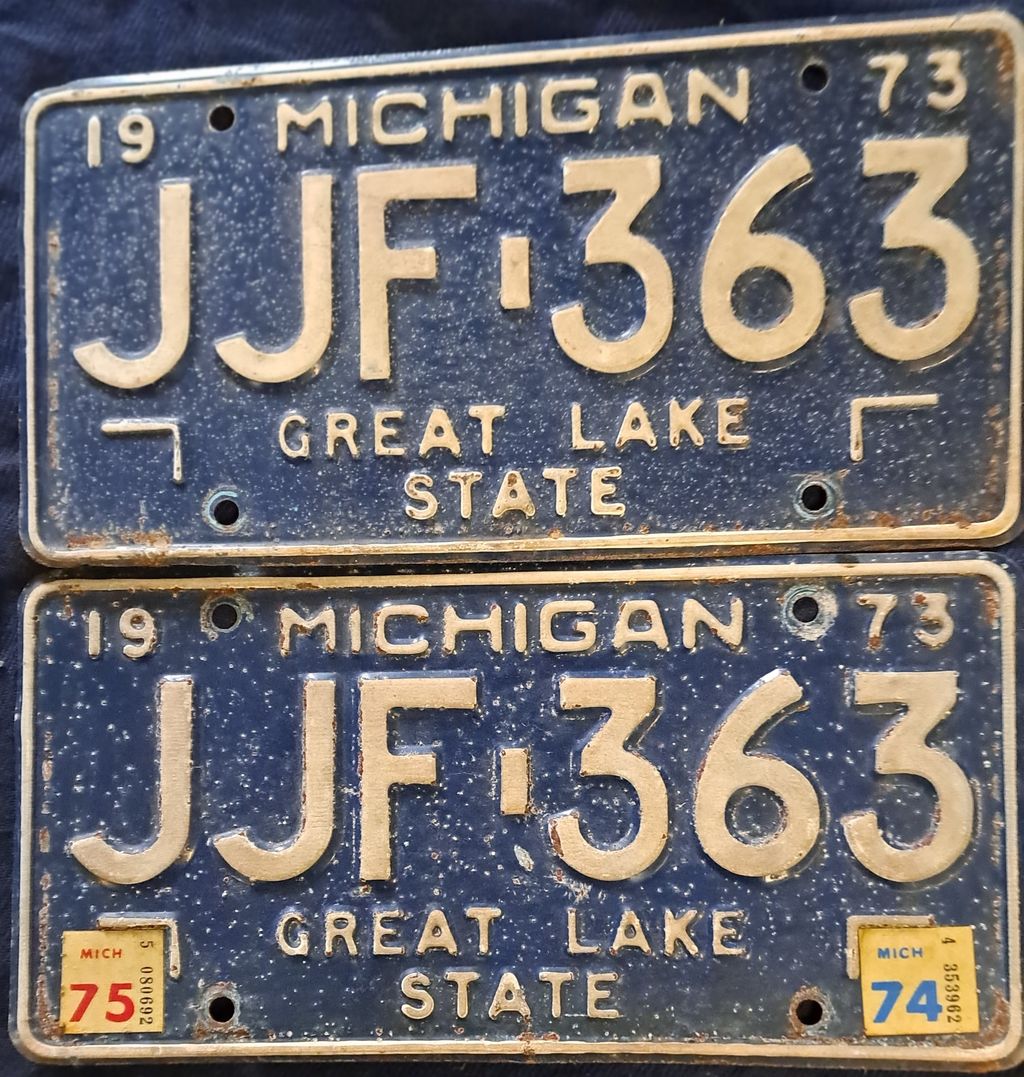 19 MICHIGAN 73
JJF-363
GREAT LAKE
STATE
19 MICHIGAN 73
JJF-363
GREAT LAKE
STATE
MICH
75
5 080692
MICH
74
4 353962